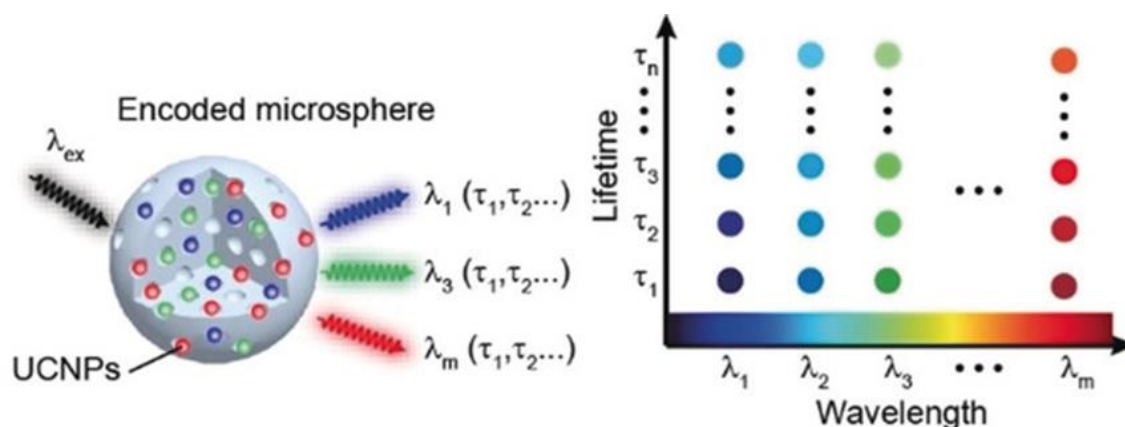 Encoded microsphere
λex
λ1 (τ1,τ2...)
λ3 (τ1,τ2...)
λm (τ1,τ2...)
UCNPs
Lifetime
τn
τ3
τ2
τ1
λ1 λ2 λ3 ••• λm
Wavelength